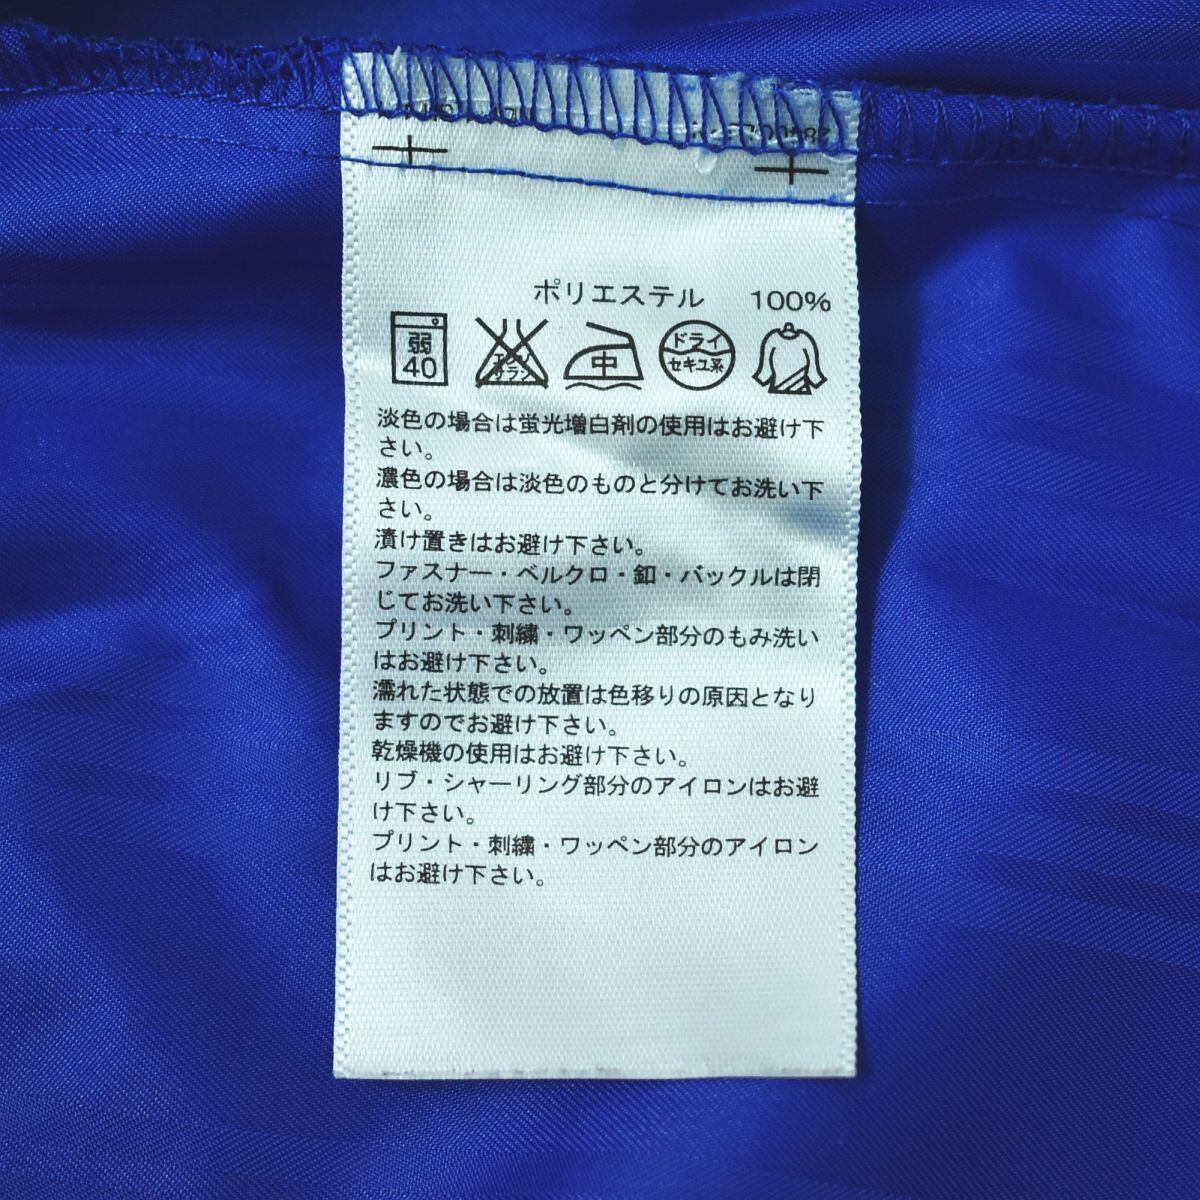 ポリエステル 100%
弱 40
エンソ サラシ
中
ドライ セキユ系
淡色の場合は蛍光増白剤の使用はお避け下
さい。
濃色の場合は淡色のものと分けてお洗い下
さい。
漬け置きはお避け下さい。
ファスナー・ベルクロ・釦・バックルは閉
じてお洗い下さい。
プリント・刺繍・ワッペン部分のもみ洗い
はお避け下さい。
濡れた状態での放置は色移りの原因となり
ますのでお避け下さい。
乾燥機の使用はお避け下さい。
リブ・シャーリング部分のアイロンはお避
け下さい。
プリント・刺繍・ワッペン部分のアイロン
はお避け下さい。